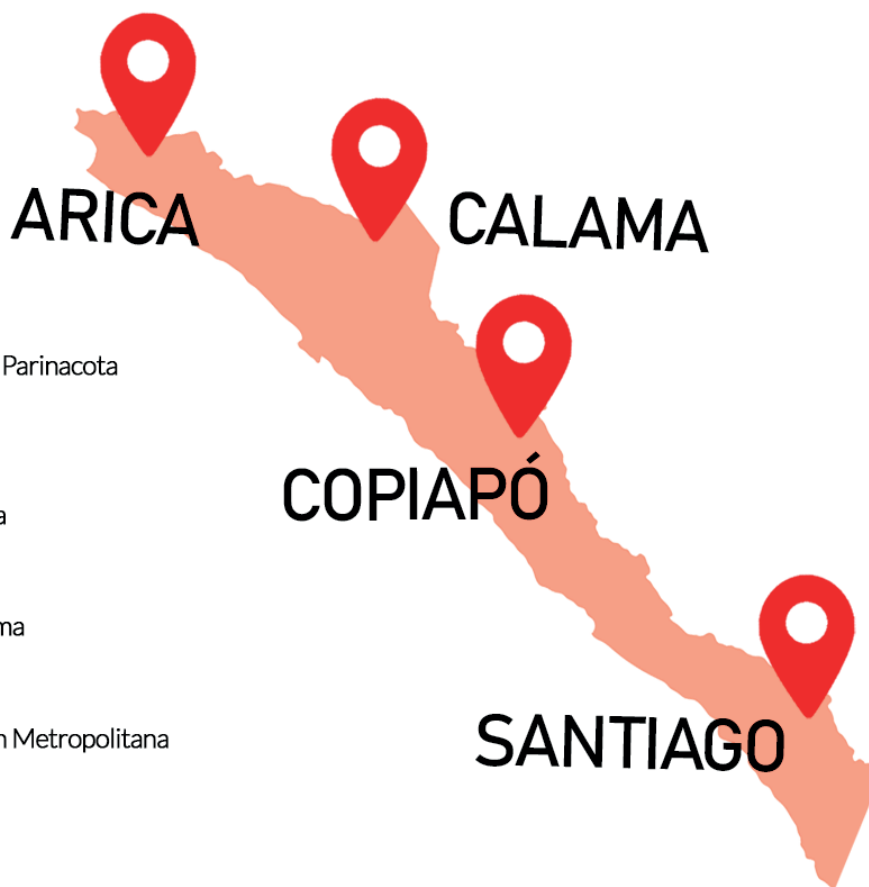 ARICA
CALAMA
Parinacota
COPIAPÓ
a
ma
n Metropolitana
SANTIAGO